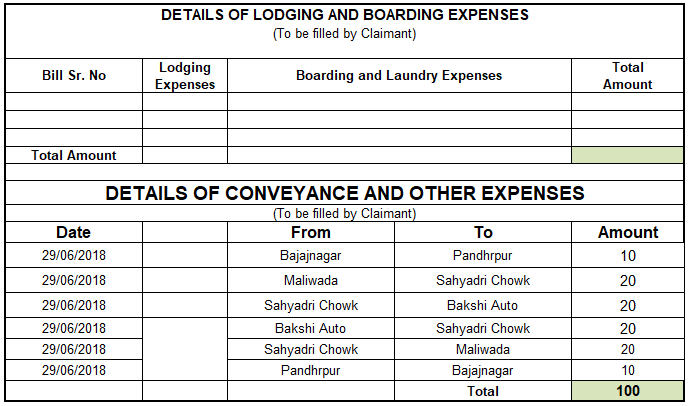 DETAILS OF LODGING AND BOARDING EXPENSES
(To be filled by Claimant)
Bill Sr. No Lodging Expenses Boarding and Laundry Expenses Total Amount
Total Amount
DETAILS OF CONVEYANCE AND OTHER EXPENSES
(To be filled by Claimant)
Date From To Amount
29/06/2018 Bajajnagar Pandhrpur 10
29/06/2018 Maliwada Sahyadri Chowk 20
29/06/2018 Sahyadri Chowk Bakshi Auto 20
29/06/2018 Bakshi Auto Sahyadri Chowk 20
29/06/2018 Sahyadri Chowk Maliwada 20
29/06/2018 Pandhrpur Bajajnagar 10
Total 100